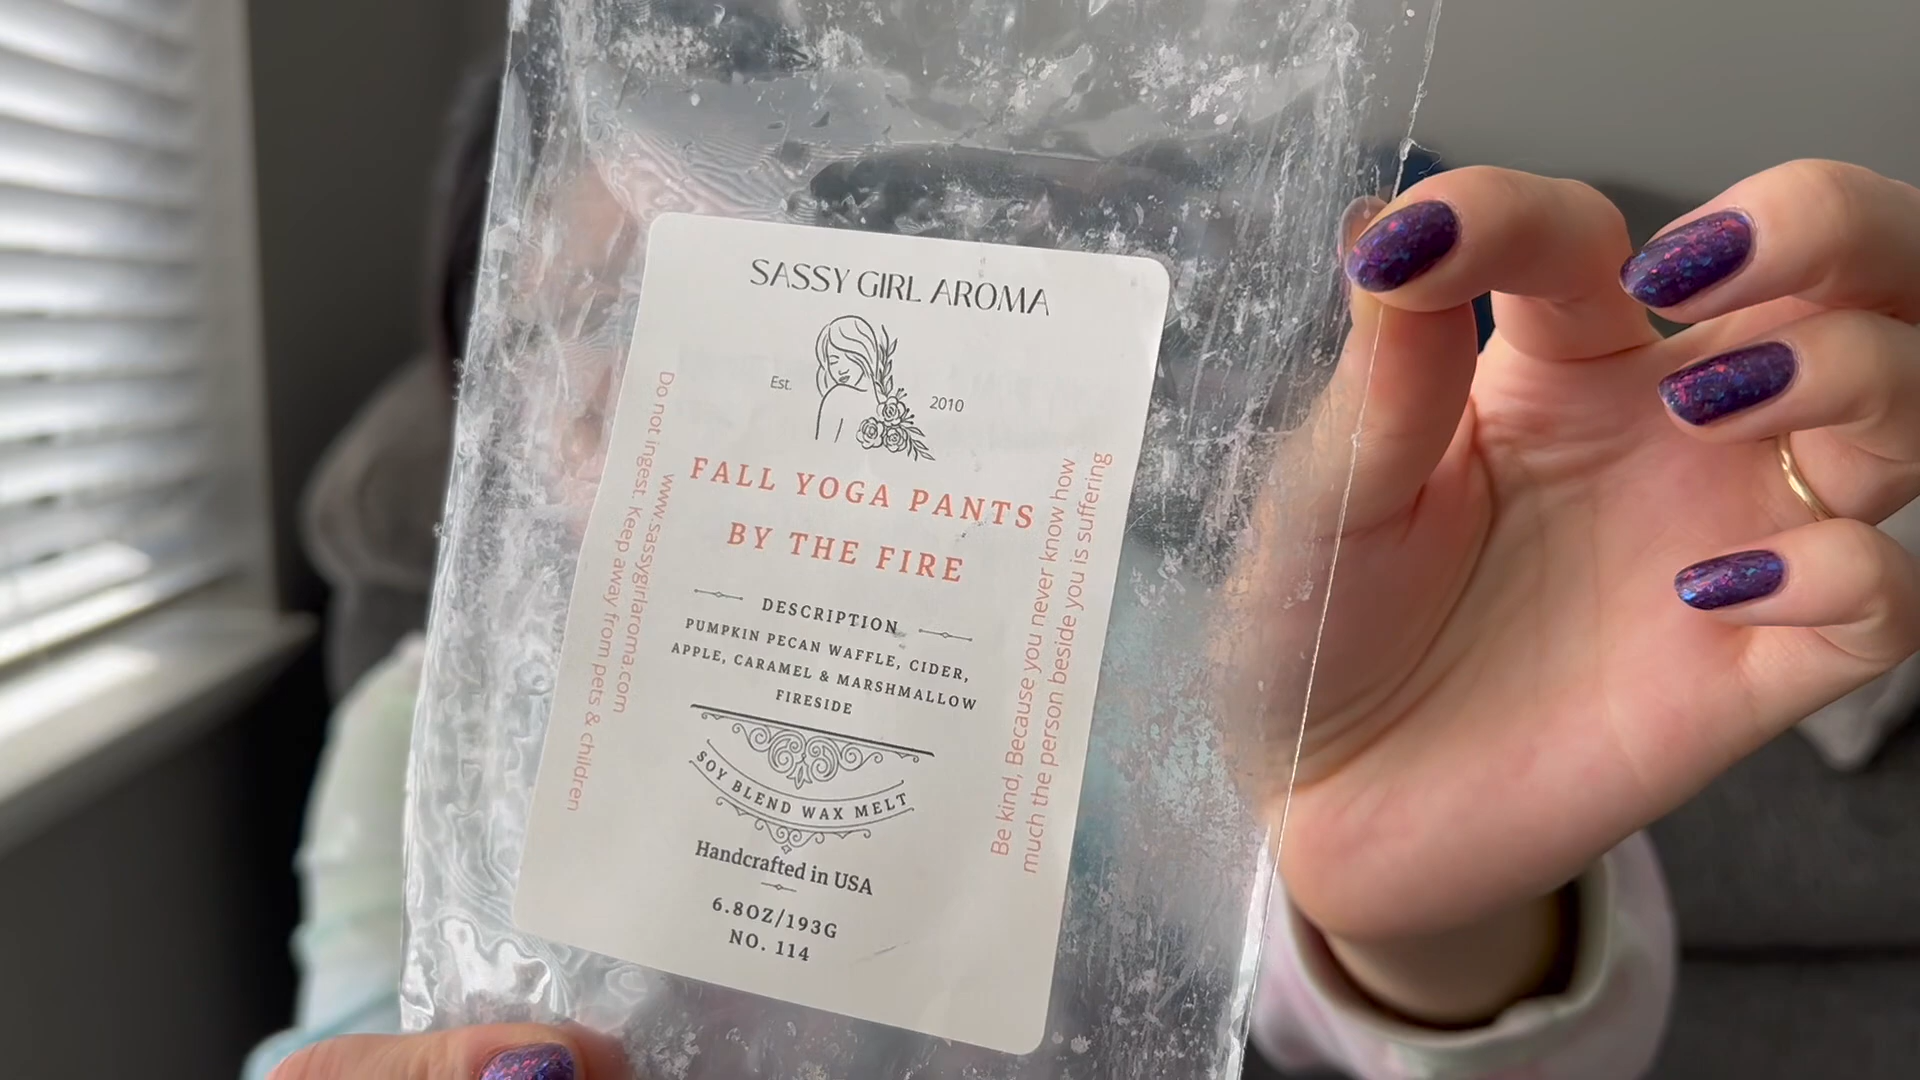 SASSY GIRL AROMA
Est. 2010
FALL YOGA PANTS
BY THE FIRE
DESCRIPTION
PUMPKIN PECAN WAFFLE, CIDER,
APPLE, CARAMEL & MARSHMALLOW
FIRESIDE
SOY BLEND WAX MELT
Handcrafted in USA
6.8OZ/193G
NO. 114
www.sassygirlaroma.com
Do not ingest. Keep away from pets & children
Be kind, Because you never know how
much the person beside you is suffering